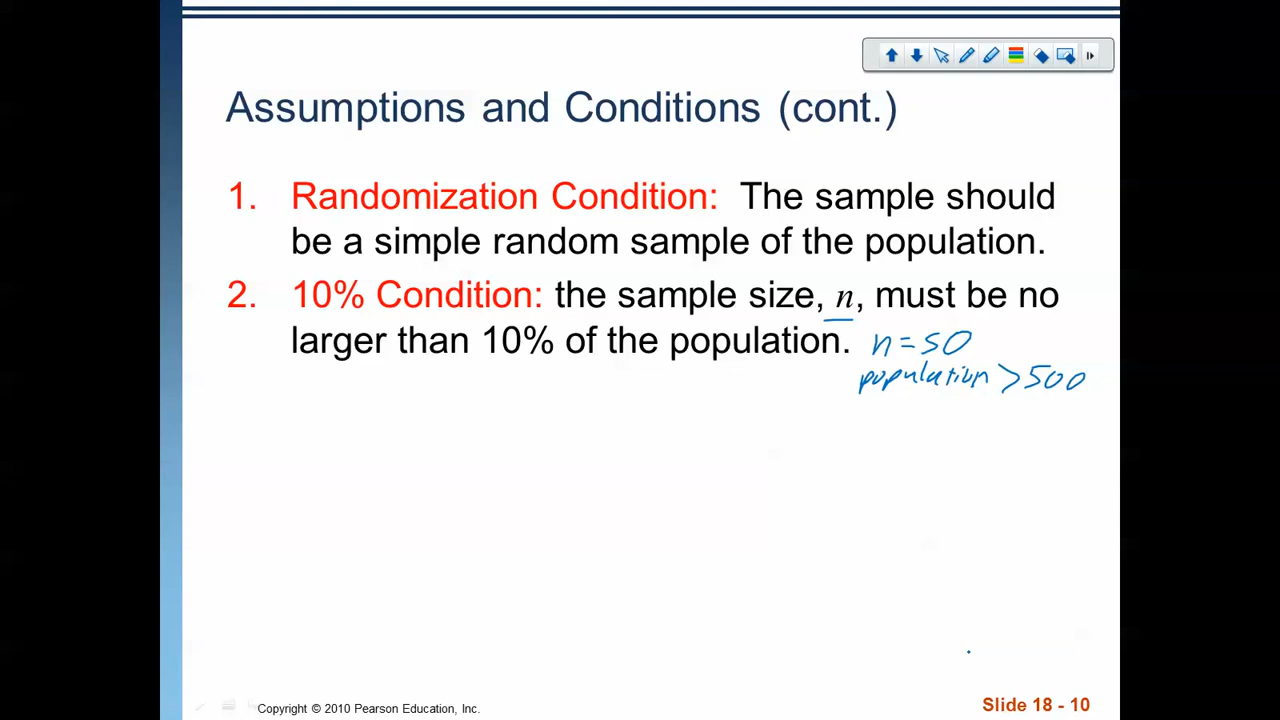 Assumptions and Conditions (cont.)
1. Randomization Condition: The sample should
be a simple random sample of the population.
2. 10% Condition: the sample size, n, must be no
larger than 10% of the population. n = 50
population > 500
Copyright © 2010 Pearson Education, Inc.
Slide 18 - 10